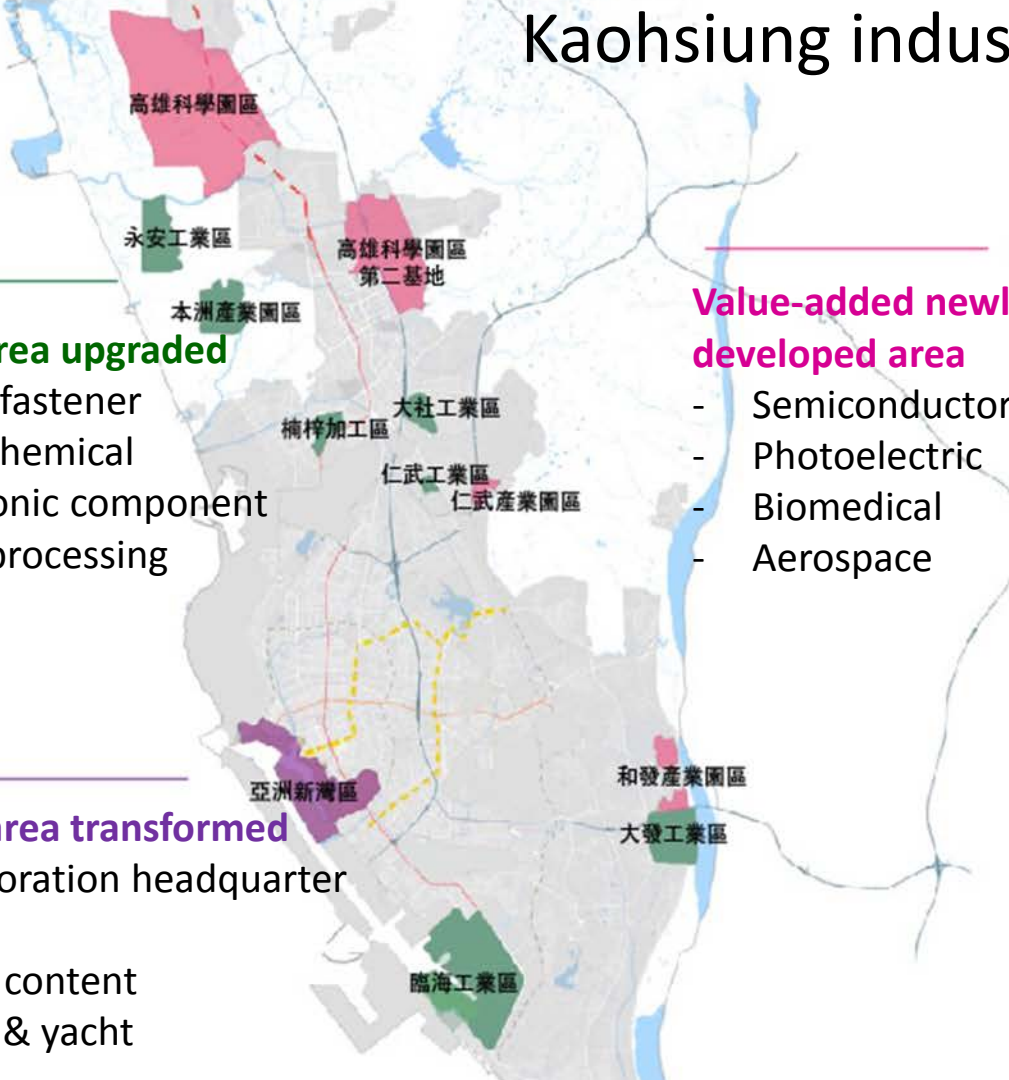 Kaohsiung indus
高雄科學園區
永安工業區
高雄科學園區
第二基地
本洲產業園區
rea upgraded
fastener
hemical
onic component
processing
Value-added newl
developed area
- Semiconductor
- Photoelectric
- Biomedical
- Aerospace
大社工業區
楠梓加工區
仁武工業區
仁武產業園區
亞洲新灣區
area transformed
oration headquarter
content
& yacht
和發產業園區
大發工業區
臨海工業區